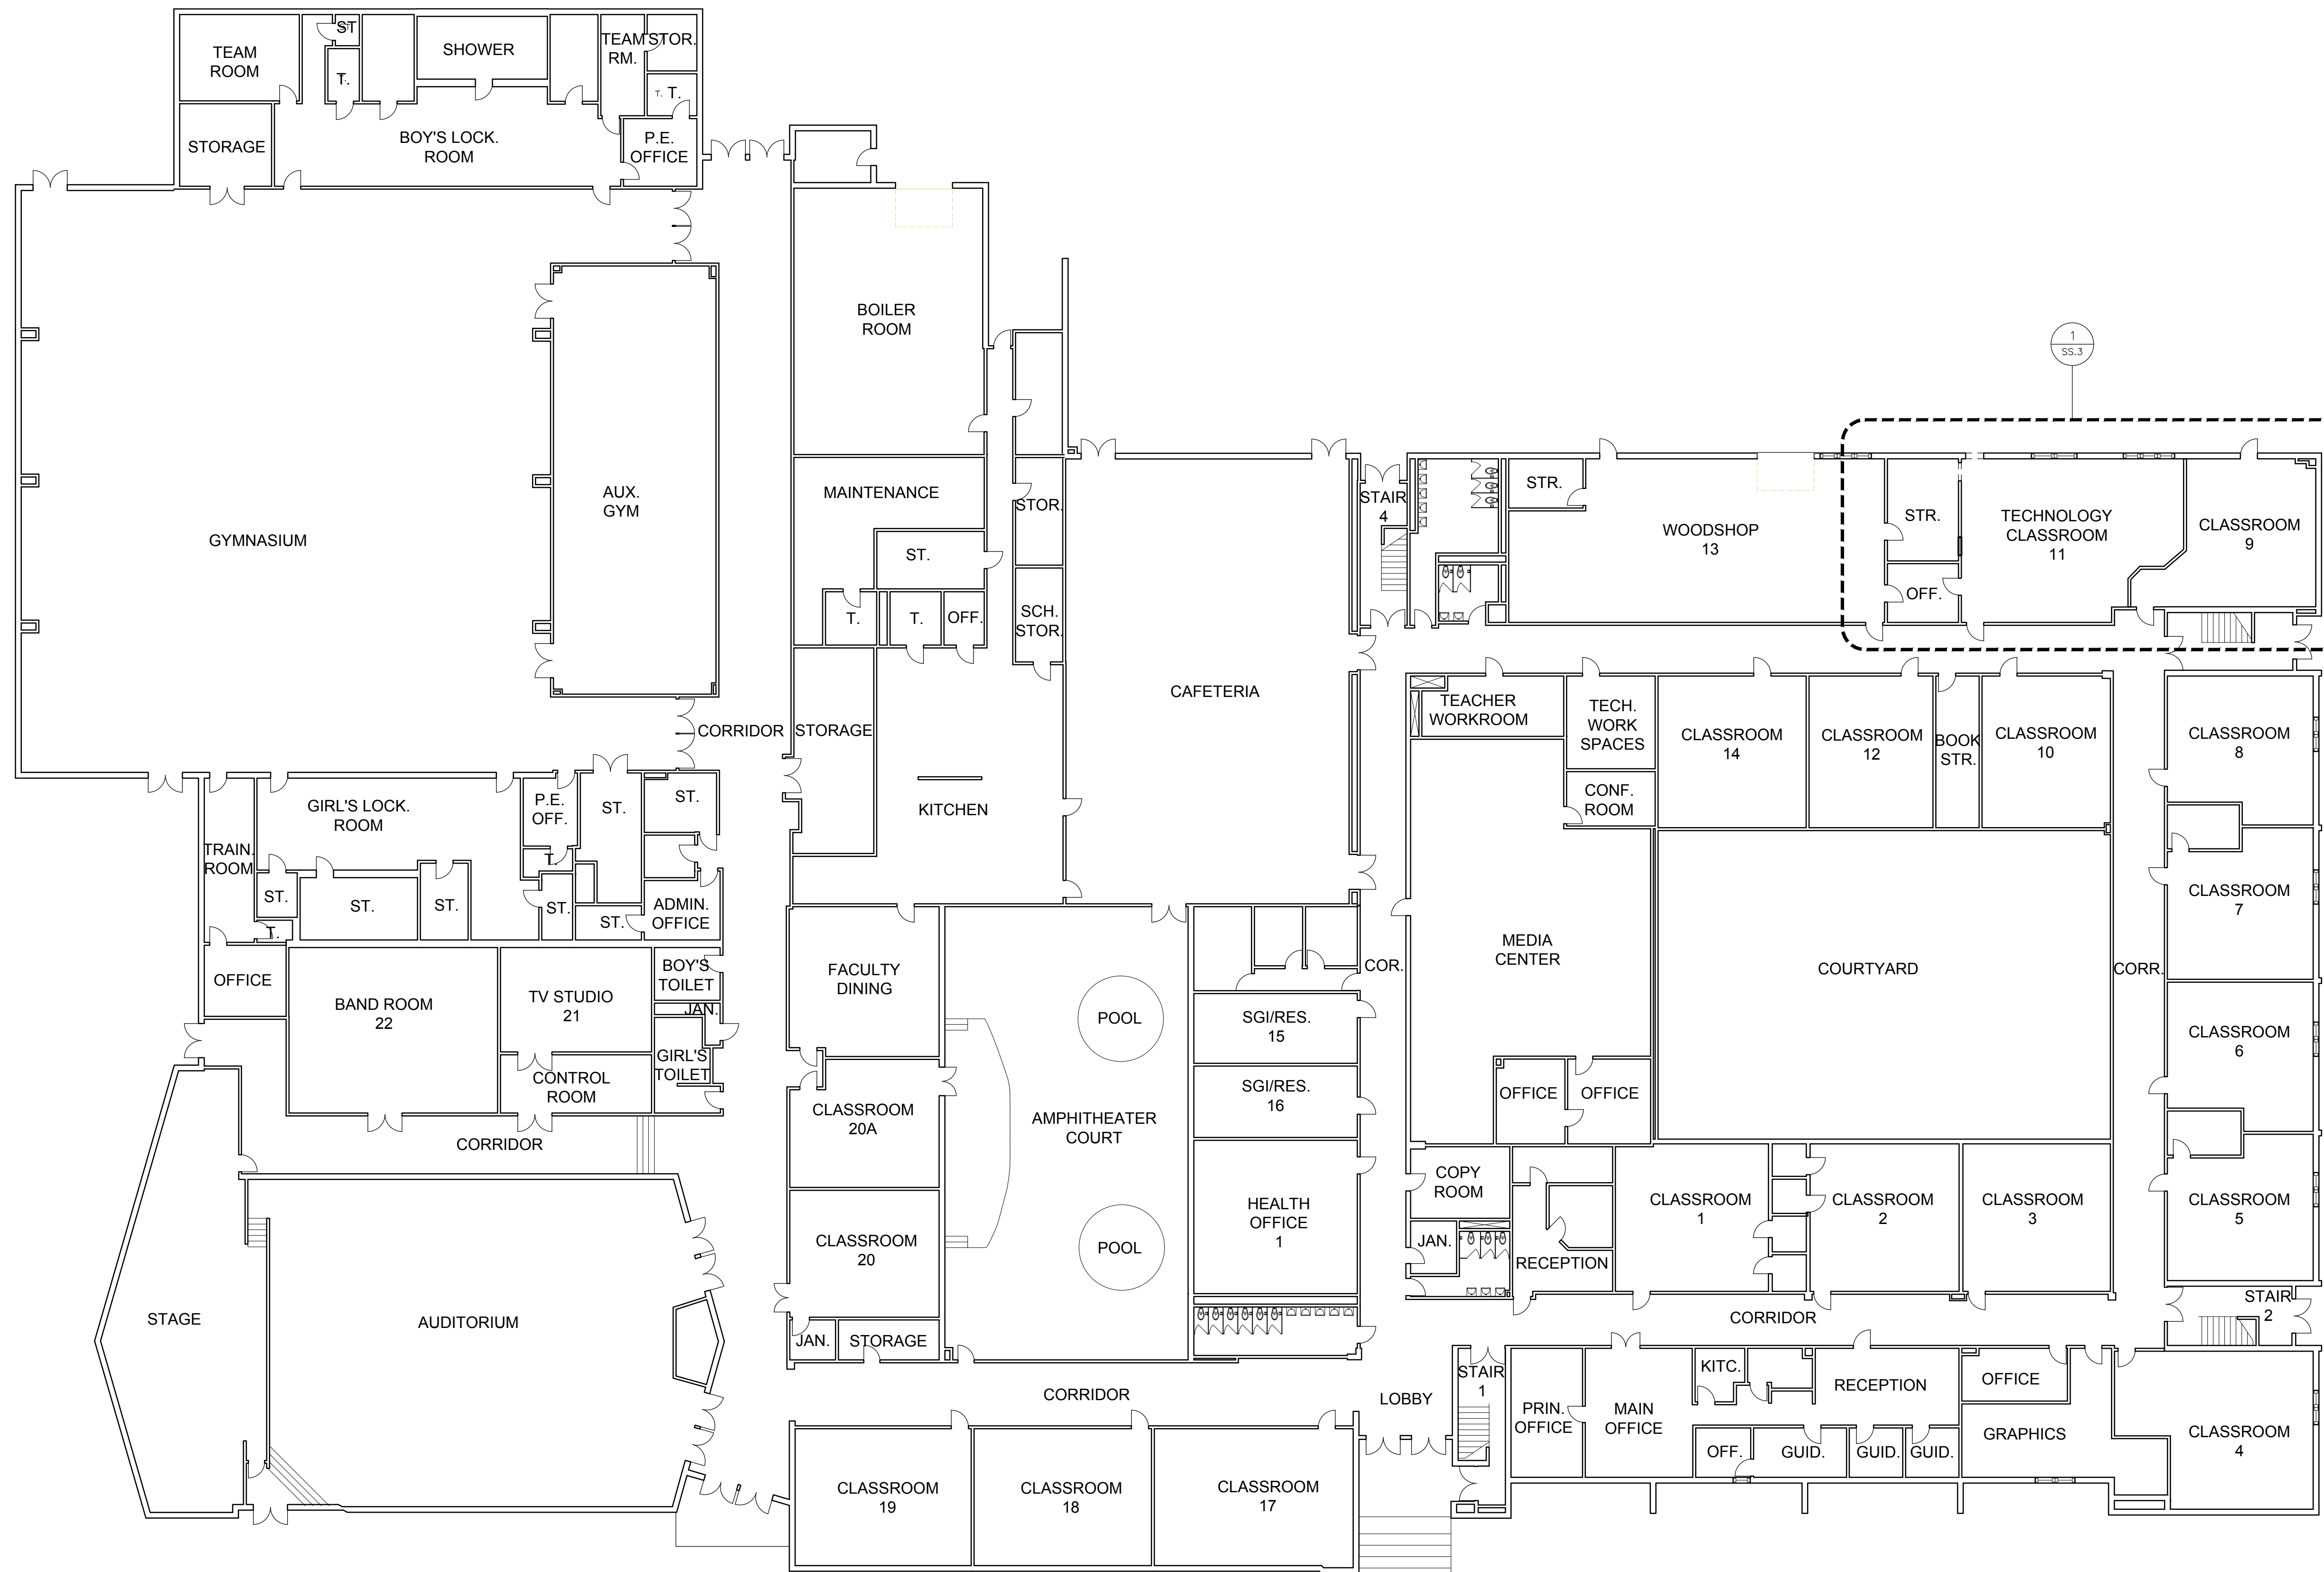 TEAM
ROOM
ST
T.
SHOWER
TEAM
RM.
STOR.
T. T.
STORAGE
BOY'S LOCK.
ROOM
P.E.
OFFICE
BOILER
ROOM
1
SS.3
GYMNASIUM
AUX.
GYM
MAINTENANCE
STOR.
STAIR
4
STR.
WOODSHOP
13
STR.
TECHNOLOGY
CLASSROOM
11
CLASSROOM
9
ST.
T.
T.
OFF.
SCH.
STOR.
OFF.
CORRIDOR
STORAGE
CAFETERIA
TEACHER
WORKROOM
TECH.
WORK
SPACES
CLASSROOM
14
CLASSROOM
12
BOOK
STR.
CLASSROOM
10
CLASSROOM
8
KITCHEN
CONF.
ROOM
GIRL'S LOCK.
ROOM
P.E.
OFF.
ST.
ST.
TRAIN.
ROOM
T.
ST.
ST.
ST.
ST.
ST.
ADMIN.
OFFICE
T.
CLASSROOM
7
OFFICE
BAND ROOM
22
TV STUDIO
21
BOY'S
TOILET
JAN.
GIRL'S
TOILET
CONTROL
ROOM
FACULTY
DINING
POOL
SGI/RES.
15
COR.
MEDIA
CENTER
COURTYARD
CORR.
CLASSROOM
6
SGI/RES.
16
OFFICE
OFFICE
CORRIDOR
CLASSROOM
20A
AMPHITHEATER
COURT
COPY
ROOM
HEALTH
OFFICE
1
CLASSROOM
1
CLASSROOM
2
CLASSROOM
3
CLASSROOM
5
CLASSROOM
20
POOL
JAN.
RECEPTION
STAGE
AUDITORIUM
JAN.
STORAGE
CORRIDOR
STAIR
2
CORRIDOR
LOBBY
STAIR
1
PRIN.
OFFICE
MAIN
OFFICE
KITC.
RECEPTION
OFFICE
OFF.
GUID.
GUID.
GUID.
GRAPHICS
CLASSROOM
4
CLASSROOM
19
CLASSROOM
18
CLASSROOM
17